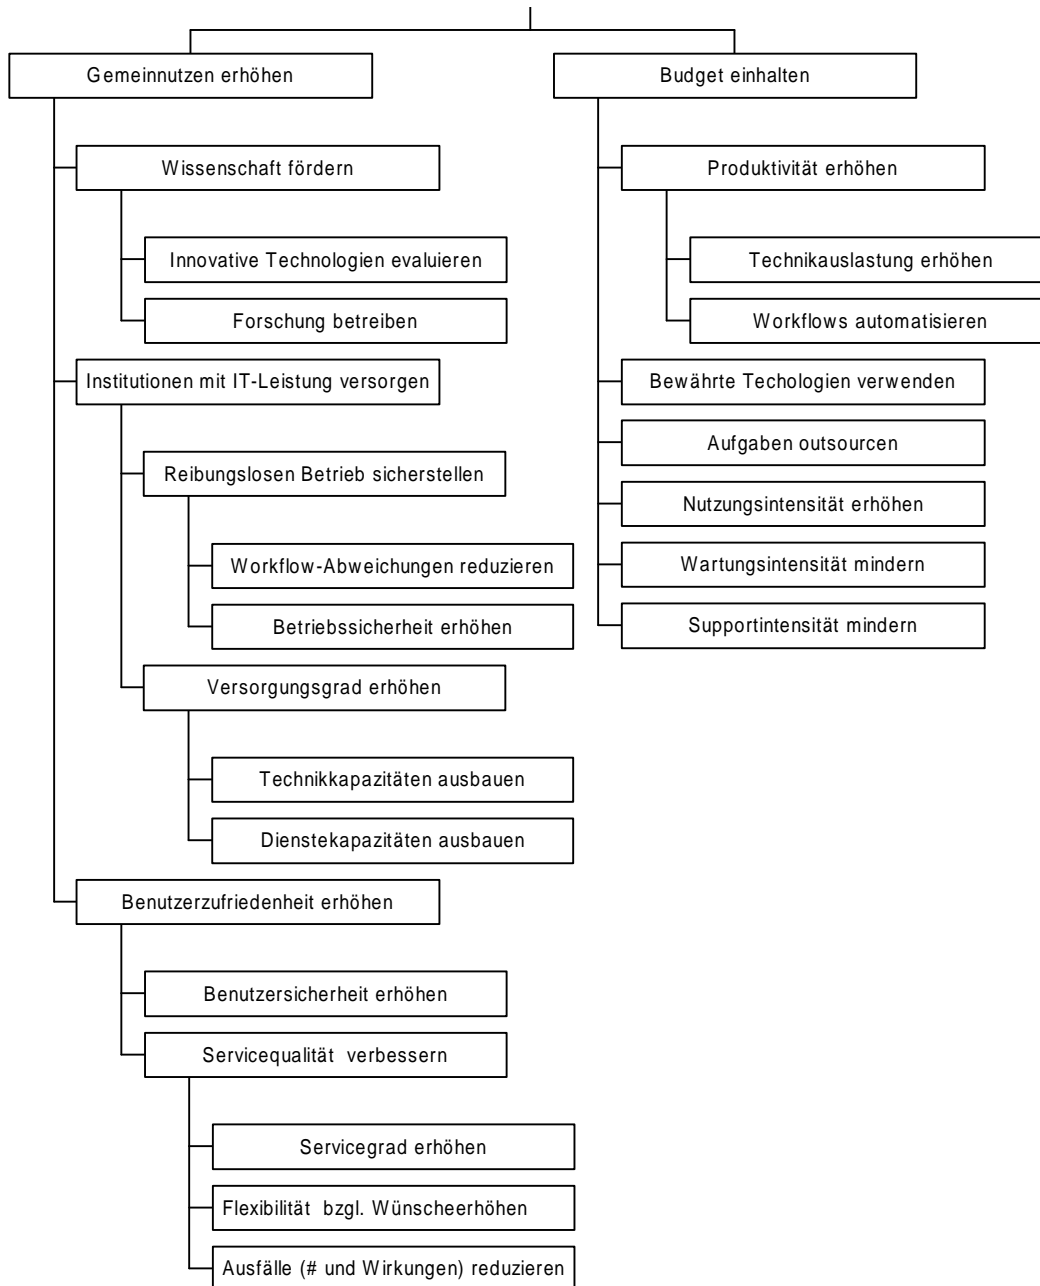 Gemeinnutzen erhöhen
Wissenschaft fördern
Innovative Technologien evaluieren
Forschung betreiben
Institutionen mit IT-Leistung versorgen
Reibungslosen Betrieb sicherstellen
Workflow-Abweichungen reduzieren
Betriebssicherheit erhöhen
Versorgungsgrad erhöhen
Technikkapazitäten ausbauen
Dienstekapazitäten ausbauen
Benutzerzufriedenheit erhöhen
Benutzersicherheit erhöhen
Servicequalität verbessern
Servicegrad erhöhen
Flexibilität bzgl. Wünscheerhöhen
Ausfälle (# und Wirkungen) reduzieren
Budget einhalten
Produktivität erhöhen
Technikauslastung erhöhen
Workflows automatisieren
Bewährte Techologien verwenden
Aufgaben outsourcen
Nutzungsintensität erhöhen
Wartungsintensität mindern
Supportintensität mindern